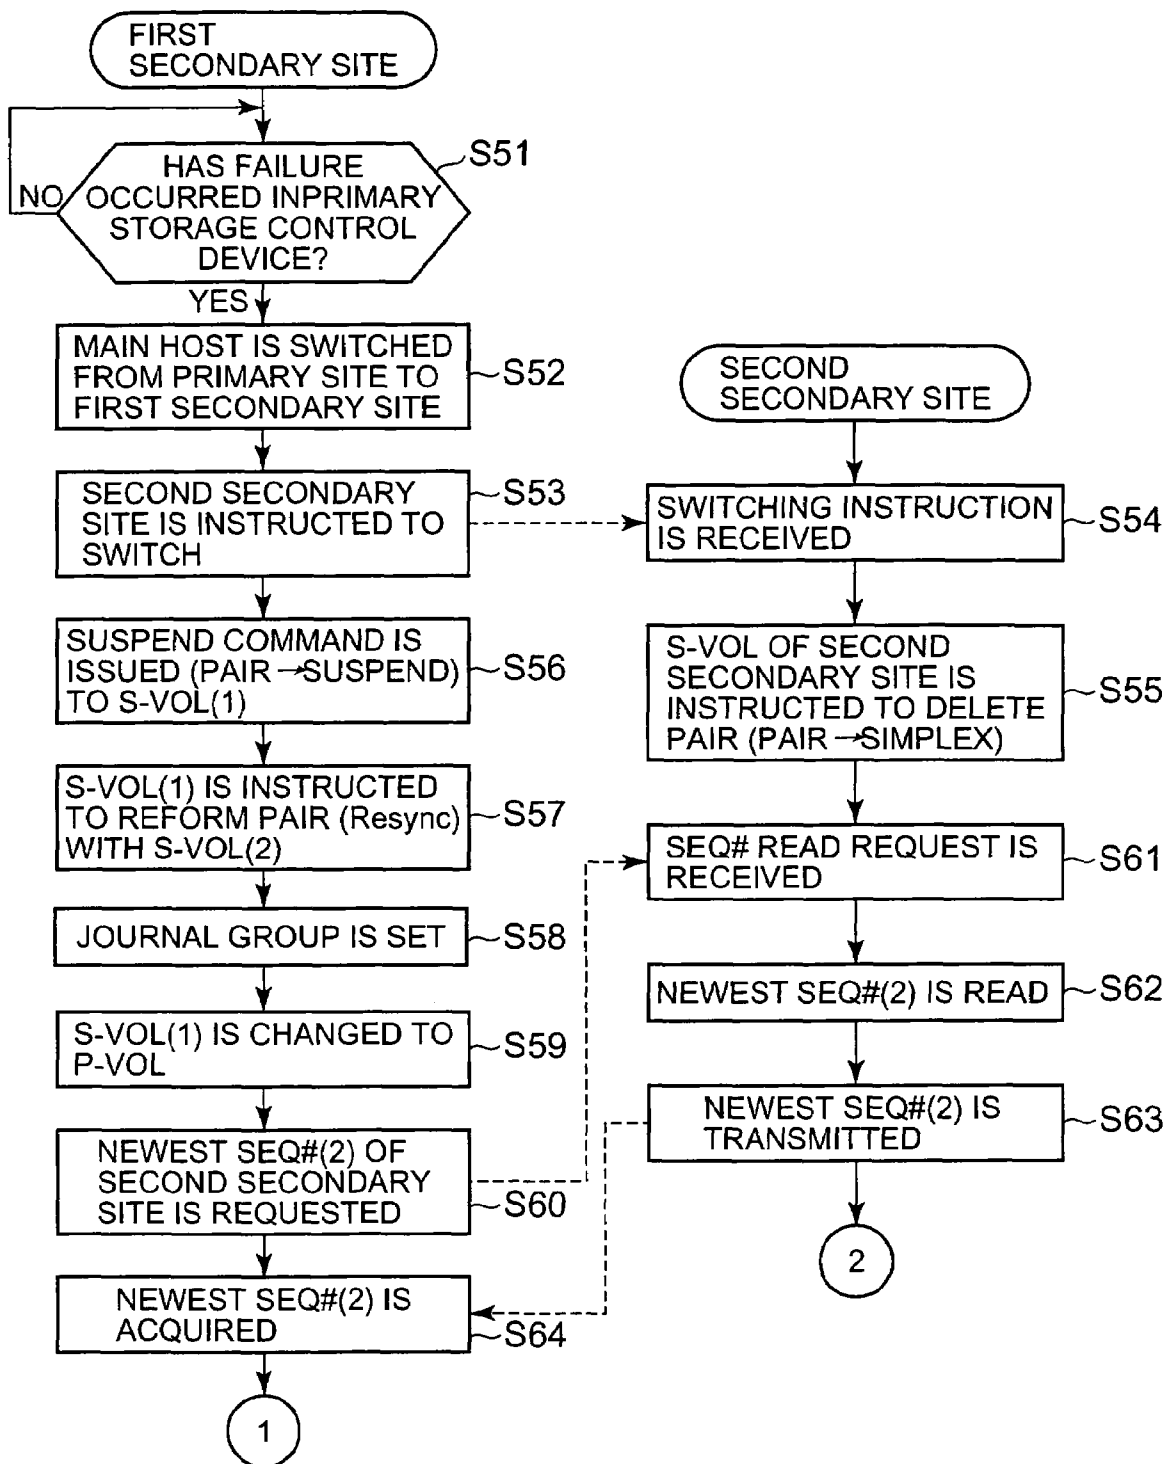 FIRST
SECONDARY SITE
HAS FAILURE
OCCURRED INPRIMARY
STORAGE CONTROL
DEVICE?
S51
NO
YES
MAIN HOST IS SWITCHED
FROM PRIMARY SITE TO
FIRST SECONDARY SITE
S52
SECOND SECONDARY
SITE IS INSTRUCTED TO
SWITCH
S53
SUSPEND COMMAND IS
ISSUED (PAIR→SUSPEND)
TO S-VOL(1)
S56
S-VOL(1) IS INSTRUCTED
TO REFORM PAIR (Resync)
WITH S-VOL(2)
S57
JOURNAL GROUP IS SET
S58
S-VOL(1) IS CHANGED TO
P-VOL
S59
NEWEST SEQ#(2) OF
SECOND SECONDARY
SITE IS REQUESTED
S60
NEWEST SEQ#(2) IS
ACQUIRED
S64
1
SECOND
SECONDARY SITE
SWITCHING INSTRUCTION
IS RECEIVED
S54
S-VOL OF SECOND
SECONDARY SITE IS
INSTRUCTED TO DELETE
PAIR (PAIR→SIMPLEX)
S55
SEQ# READ REQUEST IS
RECEIVED
S61
NEWEST SEQ#(2) IS READ
S62
NEWEST SEQ#(2) IS
TRANSMITTED
S63
2